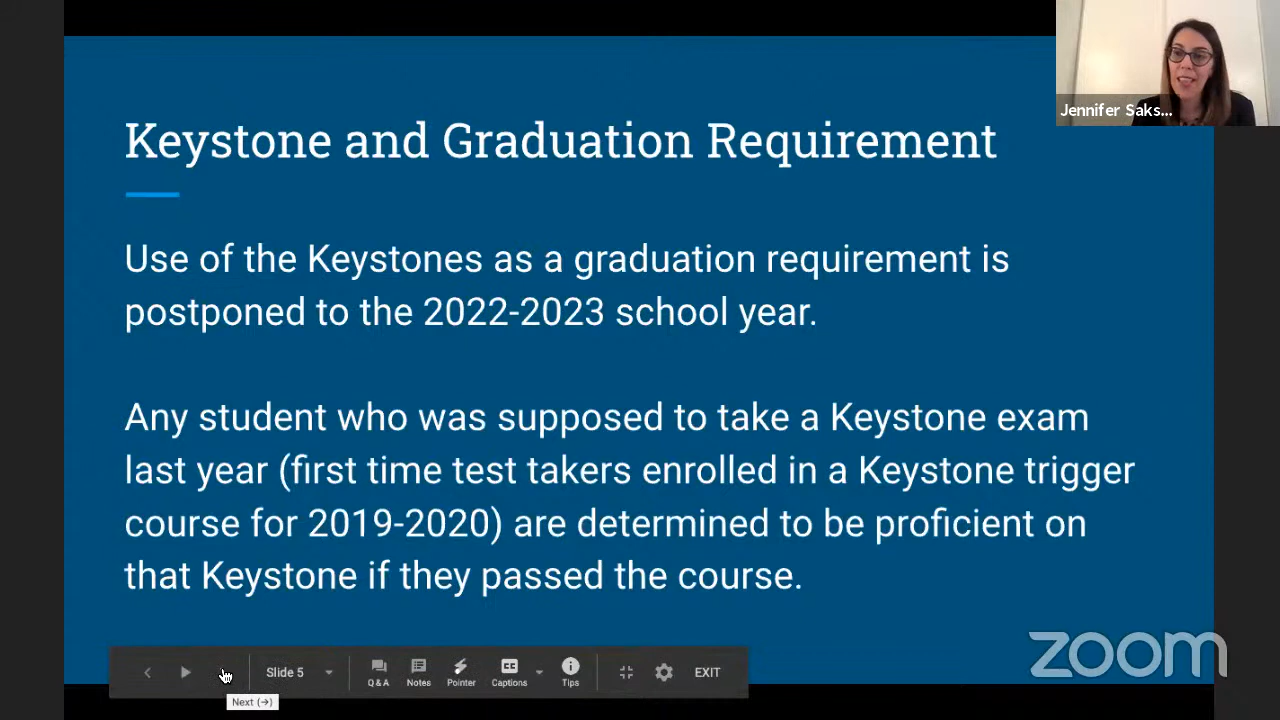 Jennifer Saks...
Keystone and Graduation Requirement
Use of the Keystones as a graduation requirement is
postponed to the 2022-2023 school year.
Any student who was supposed to take a Keystone exam
last year (first time test takers enrolled in a Keystone trigger
course for 2019-2020) are determined to be proficient on
that Keystone if they passed the course.
zoom
Slide 5
Q & A
Notes
Pointer
Captions
Tips
EXIT
Next (→)